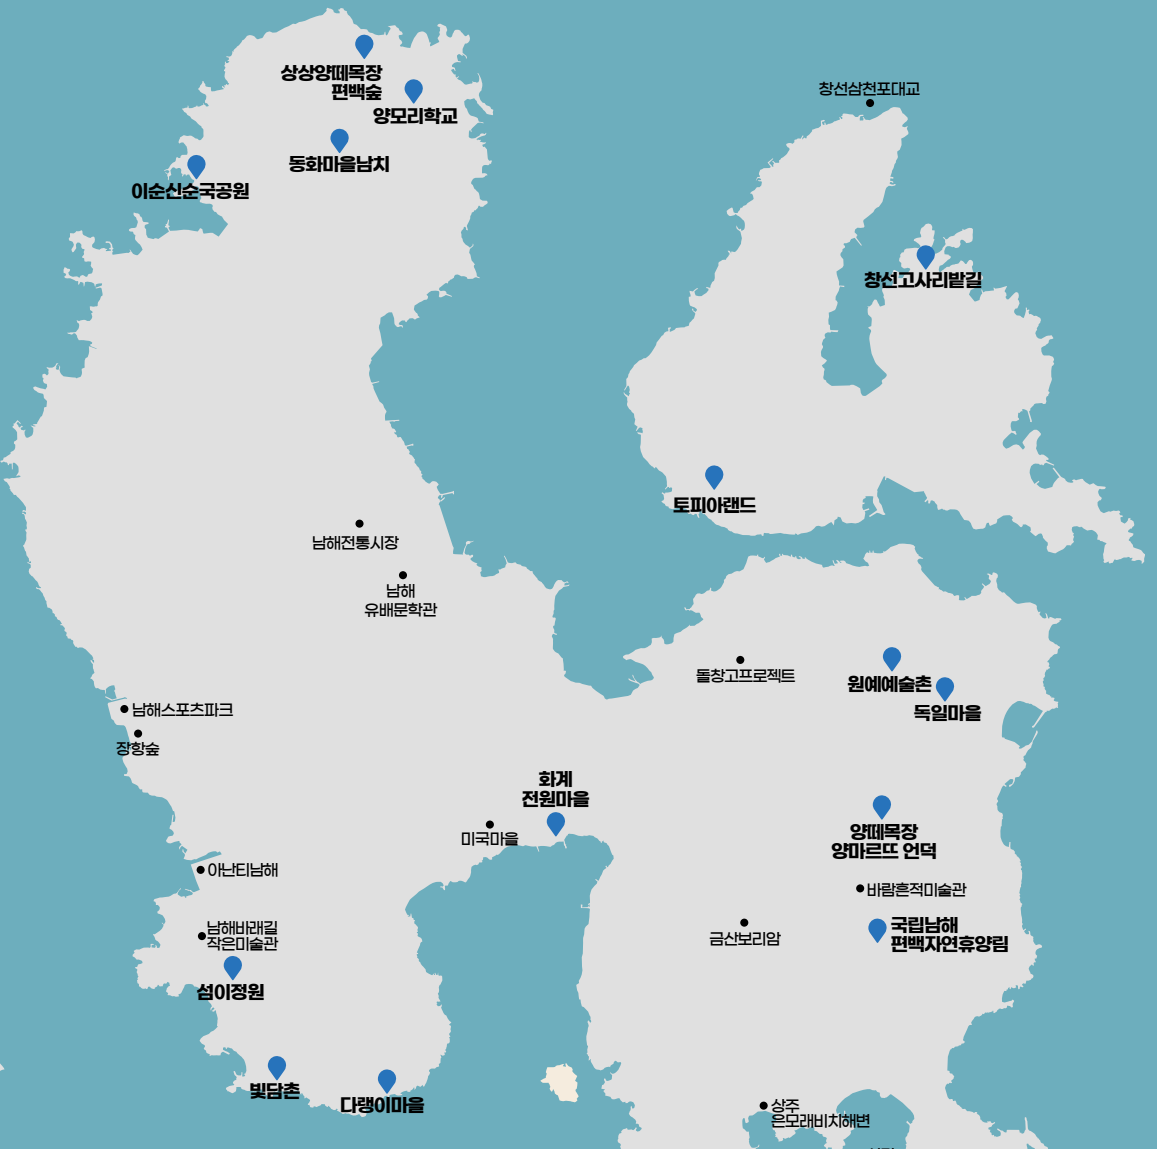 상상양떼목장
편백숲
양모리학교
창선삼천포대교
동화마을남치
이순신순국공원
창선고사리밭길
토피아랜드
남해전통시장
남해
유배문학관
돌창고프로젝트
원예예술촌
독일마을
남해스포츠파크
장항숲
화계
전원마을
미국마을
양떼목장
양마르뜨 언덕
아난티남해
바람흔적미술관
국립남해
편백자연휴양림
남해바래길
작은미술관
금산보리암
섬이정원
빛담촌
다랭이마을
상주
은모래비치해변